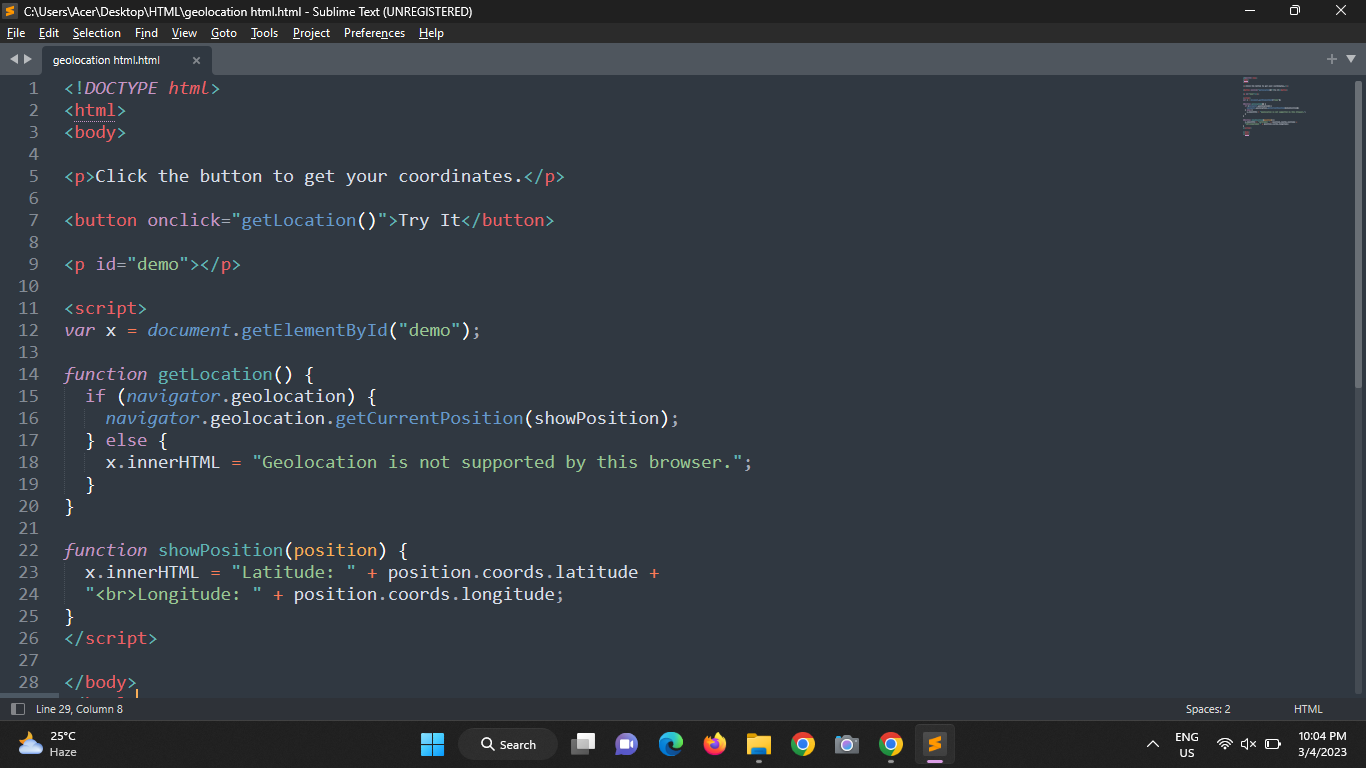 C:\Users\Acer\Desktop\HTML\geolocation html.html - Sublime Text (UNREGISTERED)
File Edit Selection Find View Goto Tools Project Preferences Help
geolocation html.html
1 <!DOCTYPE html>
2 <html>
3 <body>
4
5 <p>Click the button to get your coordinates.</p>
6
7 <button onclick="getLocation()">Try It</button>
8
9 <p id="demo"></p>
10
11 <script>
12 var x = document.getElementById("demo");
13
14 function getLocation() {
15   if (navigator.geolocation) {
16     navigator.geolocation.getCurrentPosition(showPosition);
17   } else {
18     x.innerHTML = "Geolocation is not supported by this browser.";
19   }
20 }
21
22 function showPosition(position) {
23   x.innerHTML = "Latitude: " + position.coords.latitude +
24   "<br>Longitude: " + position.coords.longitude;
25 }
26 </script>
27
28 </body>
Line 29, Column 8 Spaces: 2 HTML
25°C
Haze
Search
ENG
US
10:04 PM
3/4/2023